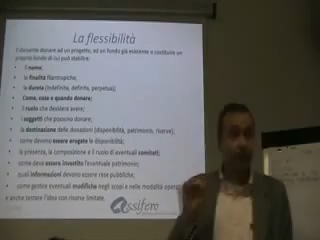 La flessibilità
Il donante donare ad un progetto, ad un fondo già esistente o costituire un
proprio fondo di cui può stabilire:
• il nome;
• la finalità filantropiche;
• la durata (indefinita, definita, perpetua);
• Come, cosa e quando donare;
• il ruolo che desidera avere;
• i soggetti che possono donare;
• la destinazione delle donazioni (disponibilità, patrimonio, riserve);
• come devono essere erogate le disponibilità;
• la presenza, la composizione e il ruolo di eventuali comitati;
• come deve essere investito l'eventuale patrimonio;
• quali informazioni devono essere rese pubbliche;
• come gestire eventuali modifiche negli scopi e nelle modalità
e anche testare l'idea con risorse limitate.
Assifero